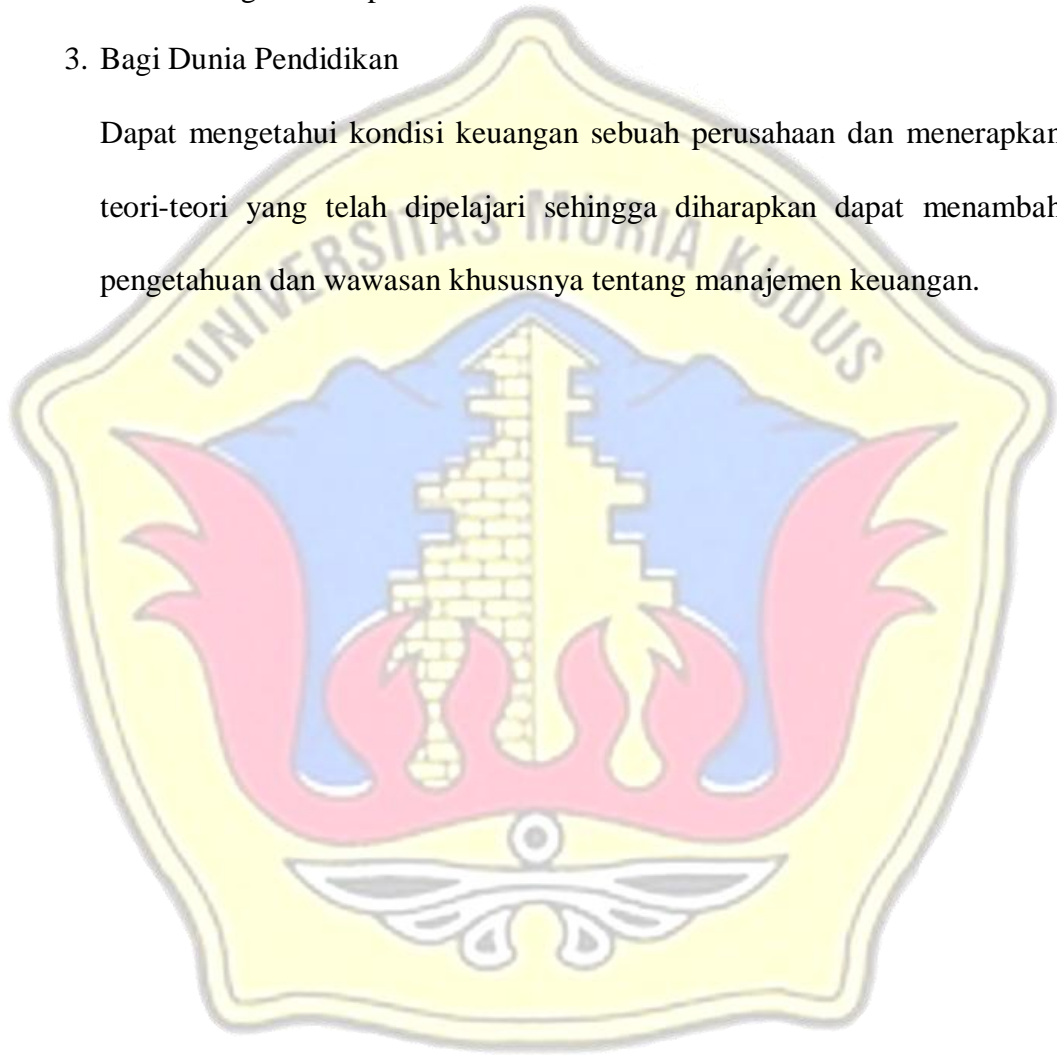 3. Bagi Dunia Pendidikan
Dapat mengetahui kondisi keuangan sebuah perusahaan dan menerapkan
teori-teori yang telah dipelajari sehingga diharapkan dapat menambah
pengetahuan dan wawasan khususnya tentang manajemen keuangan.
UNIVERSITAS MURIA KUDUS